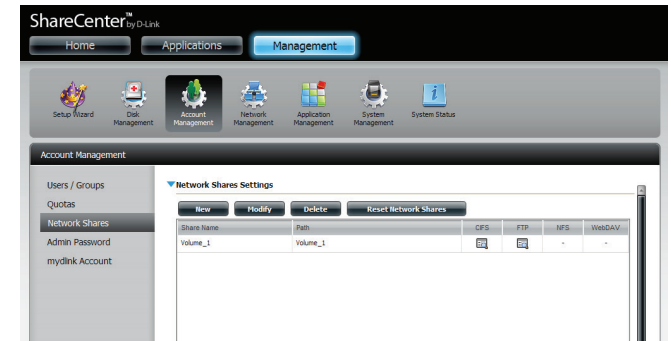 ShareCenter™ by D-Link
Home Applications Management
Setup Wizard Disk Management Account Management Network Management Application Management System Management System Status
Account Management
Users / Groups
Quotas
Network Shares
Admin Password
mydlink Account
Network Shares Settings
New Modify Delete Reset Network Shares
Share Name Path CIFS FTP NFS WebDAV
Volume_1 Volume_1 - -